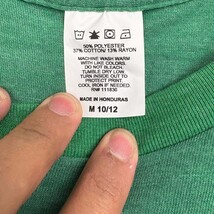 50% POLYESTER
37% COTTON/ 13% RAYON
MACHINE WASH WARM
WITH LIKE COLORS.
DO NOT BLEACH.
TUMBLE DRY LOW
TURN INSIDE OUT TO
PROTECT PRINT.
COOL IRON IF NEEDED.
RN# 111830
MADE IN HONDURAS
M 10/12